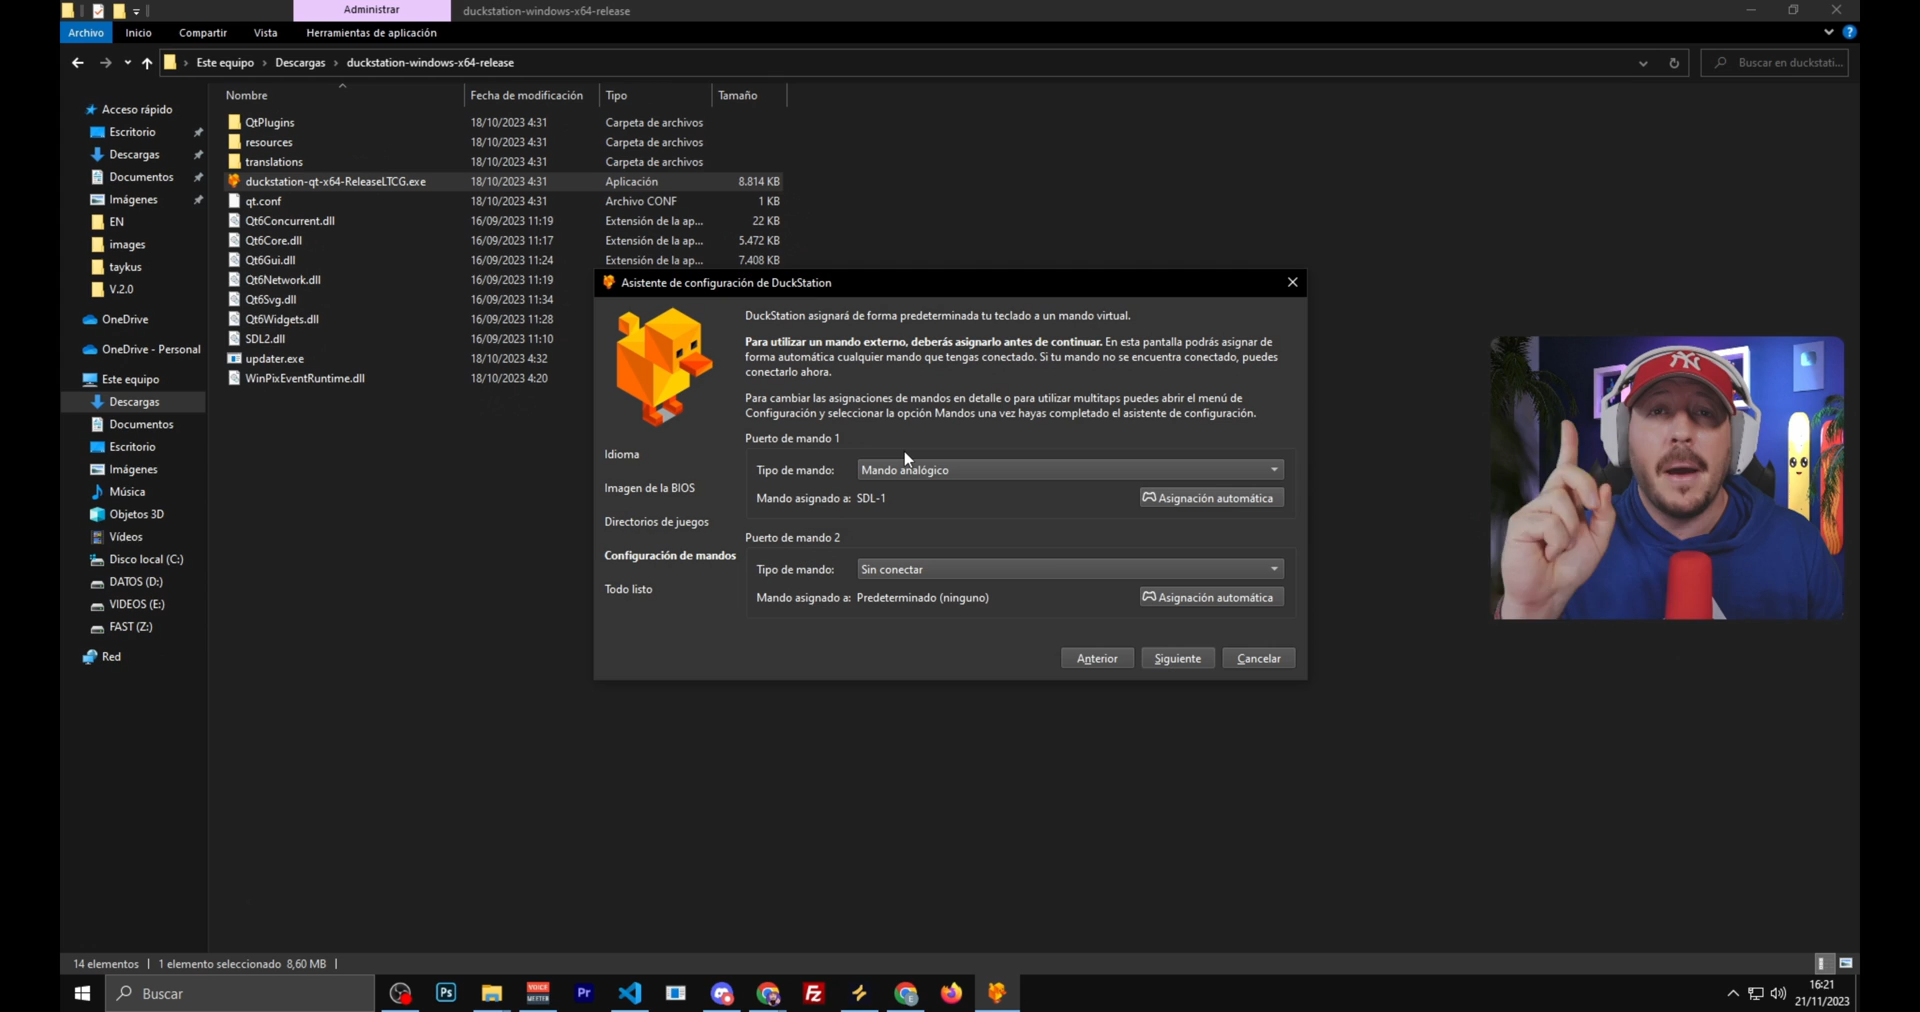 Administrar
duckstation-windows-x64-release
Archivo
Inicio
Compartir
Vista
Herramientas de aplicación
Este equipo
Descargas
duckstation-windows-x64-release
Buscar en duckstati...
Nombre
Fecha de modificación
Tipo
Tamaño
Acceso rápido
Escritorio
Descargas
Documentos
Imágenes
EN
images
taykus
V.2.0
OneDrive
OneDrive - Personal
Este equipo
Descargas
Documentos
Escritorio
Imágenes
Música
Objetos 3D
Vídeos
Disco local (C:)
DATOS (D:)
VIDEOS (E:)
FAST (Z:)
Red
QtPlugins 18/10/2023 4:31 Carpeta de archivos
resources 18/10/2023 4:31 Carpeta de archivos
translations 18/10/2023 4:31 Carpeta de archivos
duckstation-qt-x64-ReleaseLTCG.exe 18/10/2023 4:31 Aplicación 8.814 KB
qt.conf 18/10/2023 4:31 Archivo CONF 1 KB
Qt6Concurrent.dll 16/09/2023 11:19 Extensión de la ap... 22 KB
Qt6Core.dll 16/09/2023 11:17 Extensión de la ap... 5.472 KB
Qt6Gui.dll 16/09/2023 11:24 Extensión de la ap... 7.408 KB
Qt6Network.dll 16/09/2023 11:19
Qt6Svg.dll 16/09/2023 11:34
Qt6Widgets.dll 16/09/2023 11:28
SDL2.dll 16/09/2023 11:10
updater.exe 18/10/2023 4:32
WinPixEventRuntime.dll 18/10/2023 4:20
Asistente de configuración de DuckStation
Idioma
Imagen de la BIOS
Directorios de juegos
Configuración de mandos
Todo listo
DuckStation asignará de forma predeterminada tu teclado a un mando virtual.
Para utilizar un mando externo, deberás asignarlo antes de continuar. En esta pantalla podrás asignar de
forma automática cualquier mando que tengas conectado. Si tu mando no se encuentra conectado, puedes
conectarlo ahora.
Para cambiar las asignaciones de mandos en detalle o para utilizar multitaps puedes abrir el menú de
Configuración y seleccionar la opción Mandos una vez hayas completado el asistente de configuración.
Puerto de mando 1
Tipo de mando: Mando analógico
Mando asignado a: SDL-1 Asignación automática
Puerto de mando 2
Tipo de mando: Sin conectar
Mando asignado a: Predeterminado (ninguno) Asignación automática
Anterior
Siguiente
Cancelar
14 elementos
1 elemento seleccionado 8,60 MB
Buscar
Ps
VOICE
MEETER
Pr
Fz
16:21
21/11/2023